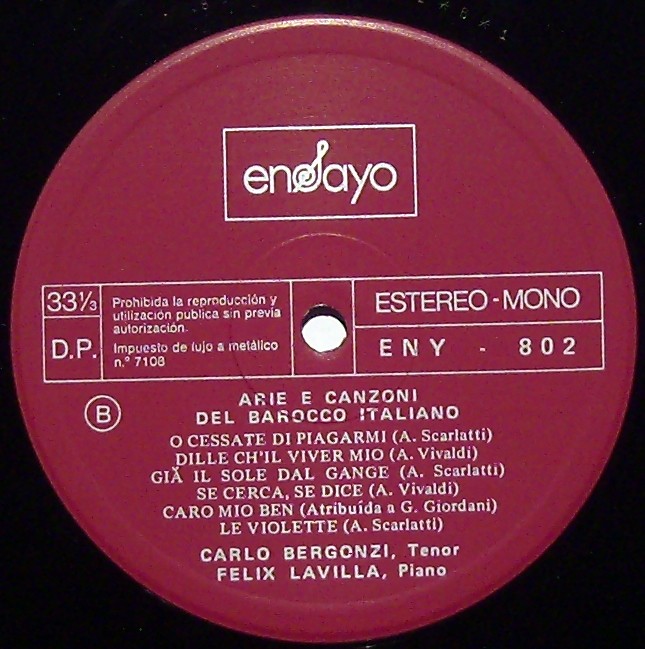 ensayo
33⅓
Prohibida la reproducción y
utilización publica sin previa
autorización.
Impuesto de lujo a metálico
n.º 7108
D.P.
ESTEREO - MONO
ENY - 802
B
ARIE E CANZONI
DEL BAROCCO ITALIANO
O CESSATE DI PIAGARMI (A. Scarlatti)
DILLE CH'IL VIVER MIO (A. Vivaldi)
GIÀ IL SOLE DAL GANGE (A. Scarlatti)
SE CERCA, SE DICE (A. Vivaldi)
CARO MIO BEN (Atribuída a G. Giordani)
LE VIOLETTE (A. Scarlatti)
CARLO BERGONZI, Tenor
FELIX LAVILLA, Piano